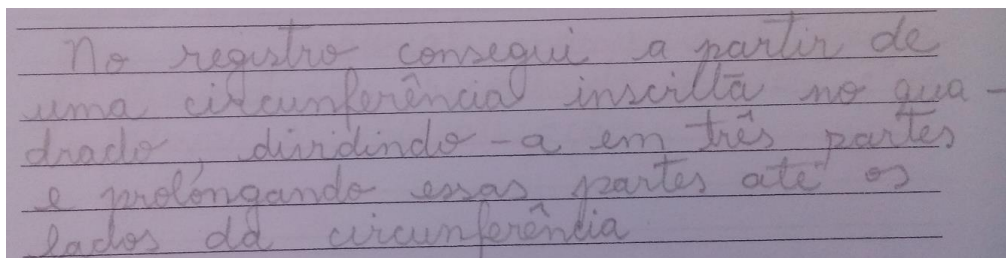 No registro consegui a partir de
uma circunferência inscrita no qua-
drado, dividindo-a em três partes
e prolongando essas partes até os
lados da circunferência